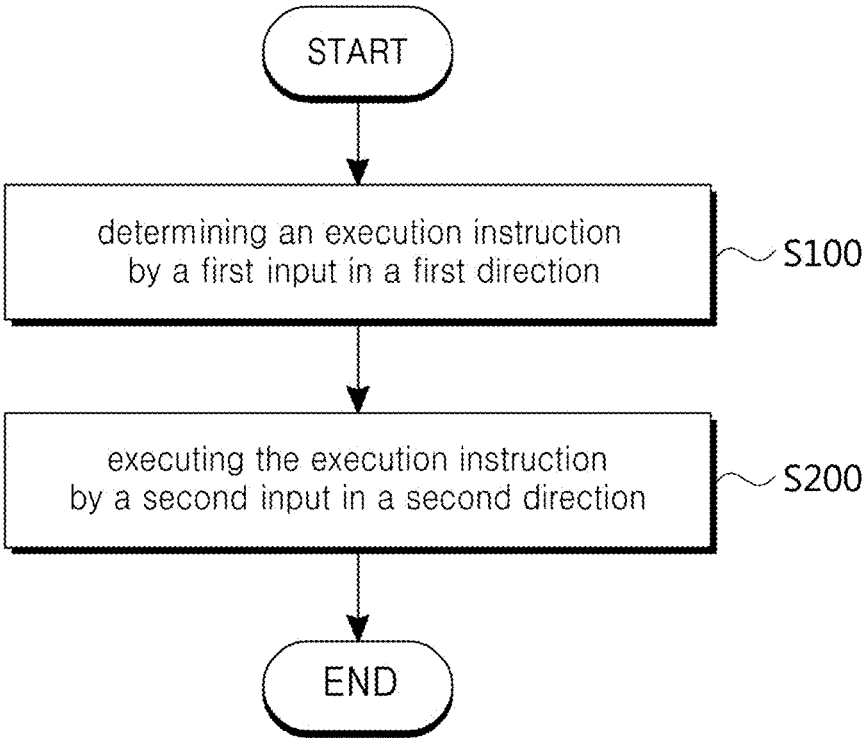 START
determining an execution instruction
by a first input in a first direction
S100
executing the execution instruction
by a second input in a second direction
S200
END